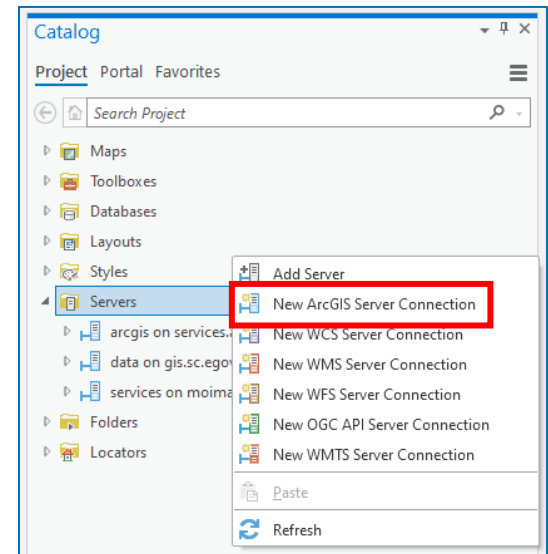 Catalog
Project Portal Favorites
Search Project
Maps
Toolboxes
Databases
Layouts
Styles
Servers
arcgis on services.
data on gis.sc.egov
services on moima
Folders
Locators
Add Server
New ArcGIS Server Connection
New WCS Server Connection
New WMS Server Connection
New WFS Server Connection
New OGC API Server Connection
New WMTS Server Connection
Paste
Refresh